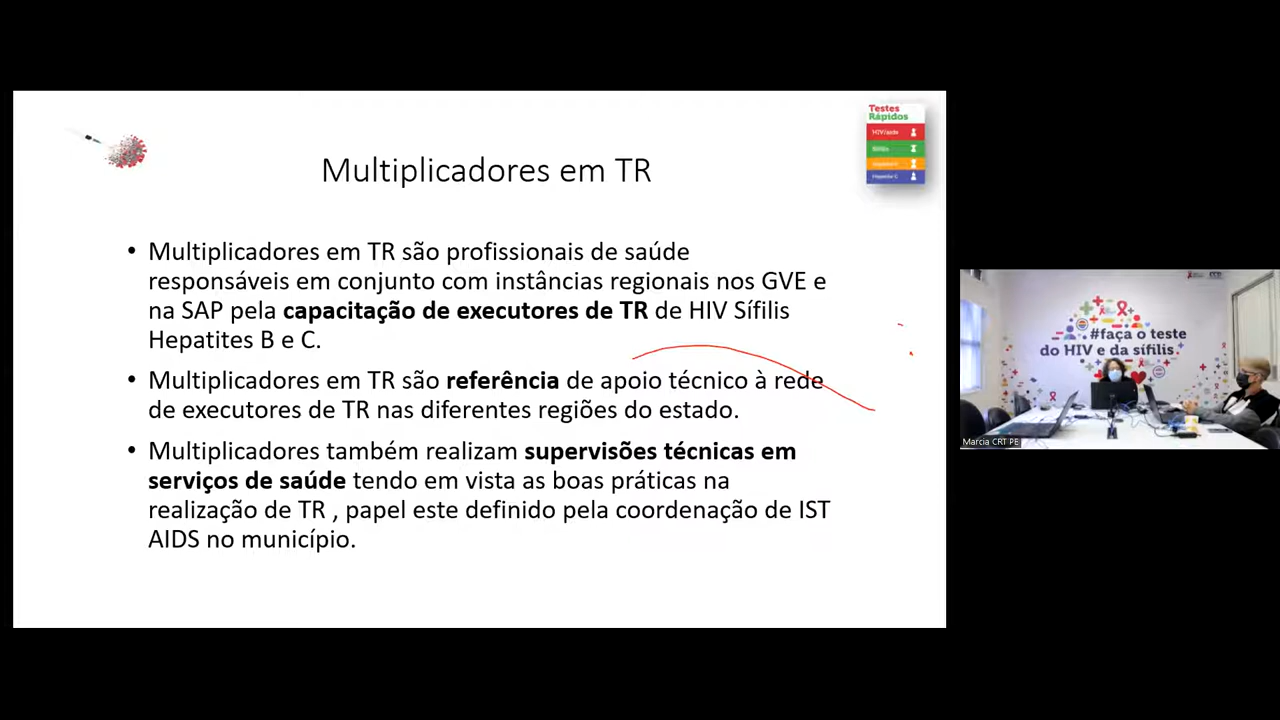 Testes
Rápidos
HIV/aids
Sífilis
Hepatite C
Multiplicadores em TR
• Multiplicadores em TR são profissionais de saúde
responsáveis em conjunto com instâncias regionais nos GVE e
na SAP pela capacitação de executores de TR de HIV Sífilis
Hepatites B e C.
• Multiplicadores em TR são referência de apoio técnico à rede
de executores de TR nas diferentes regiões do estado.
• Multiplicadores também realizam supervisões técnicas em
serviços de saúde tendo em vista as boas práticas na
realização de TR , papel este definido pela coordenação de IST
AIDS no município.
#faça o teste
do HIV e da sífilis
Marcia CRT PE